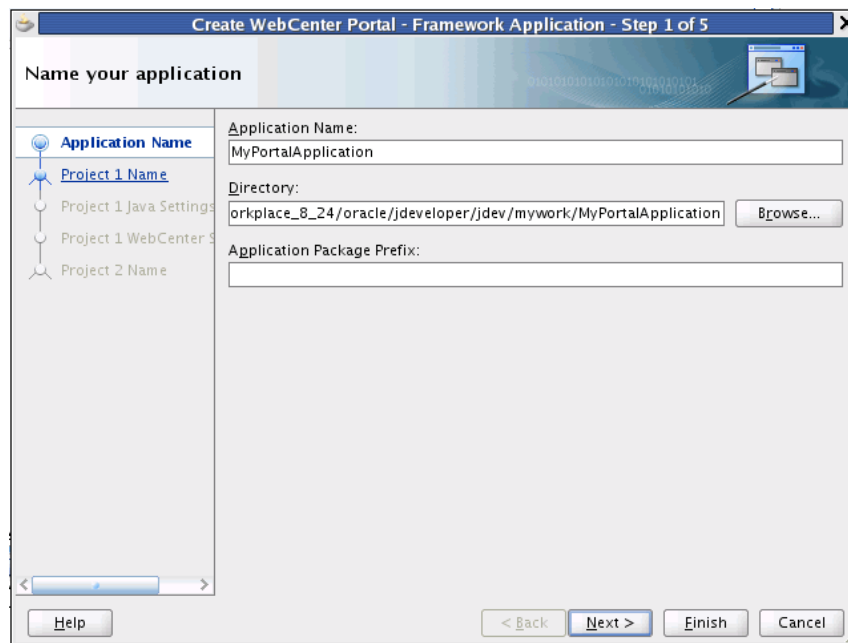 Create WebCenter Portal - Framework Application - Step 1 of 5
Name your application
Application Name
Project 1 Name
Project 1 Java Settings
Project 1 WebCenter S
Project 2 Name
Application Name:
MyPortalApplication
Directory:
orkplace_8_24/oracle/jdeveloper/jdev/mywork/MyPortalApplication
Browse...
Application Package Prefix:
Help
< Back
Next >
Finish
Cancel